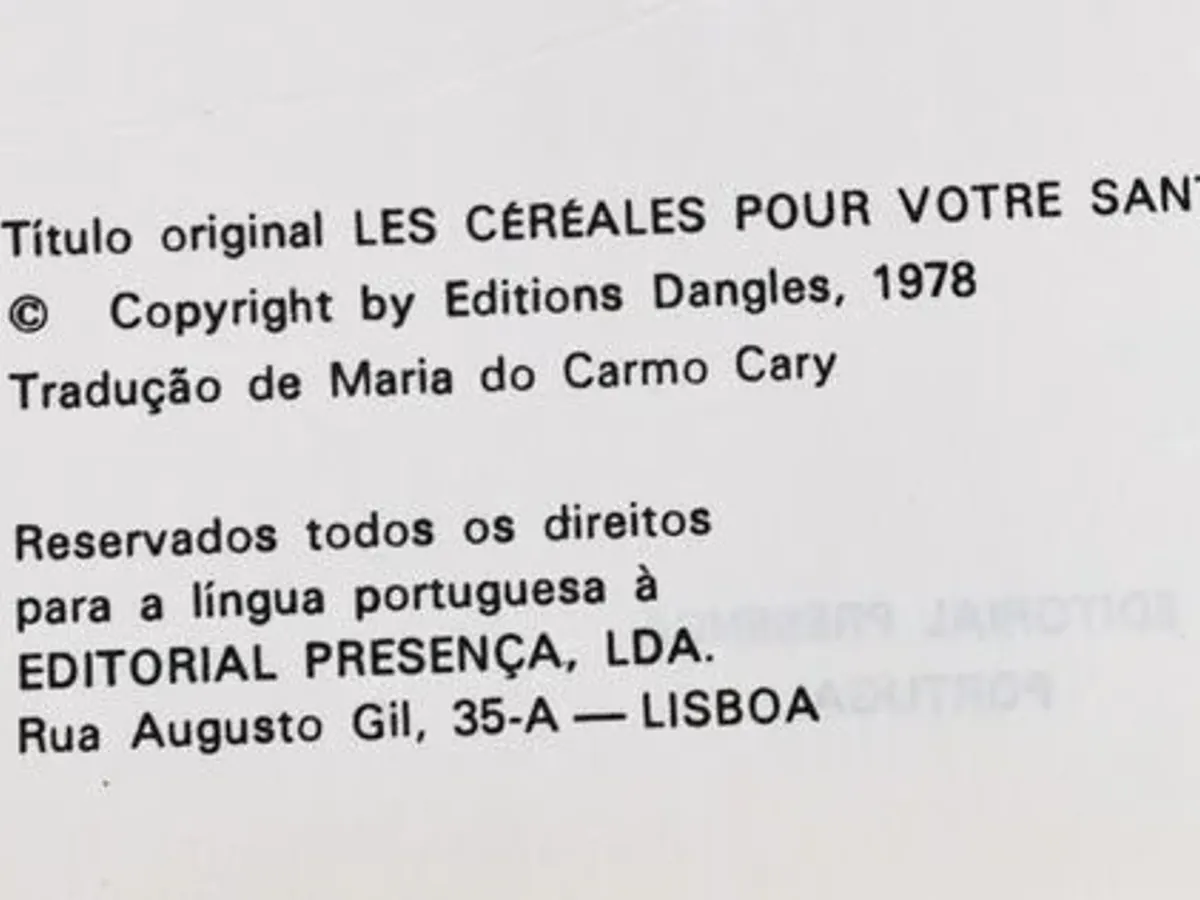 Título original LES CÉRÉALES POUR VOTRE SANT
© Copyright by Editions Dangles, 1978
Tradução de Maria do Carmo Cary
Reservados todos os direitos
para a língua portuguesa à
EDITORIAL PRESENÇA, LDA.
Rua Augusto Gil, 35-A — LISBOA